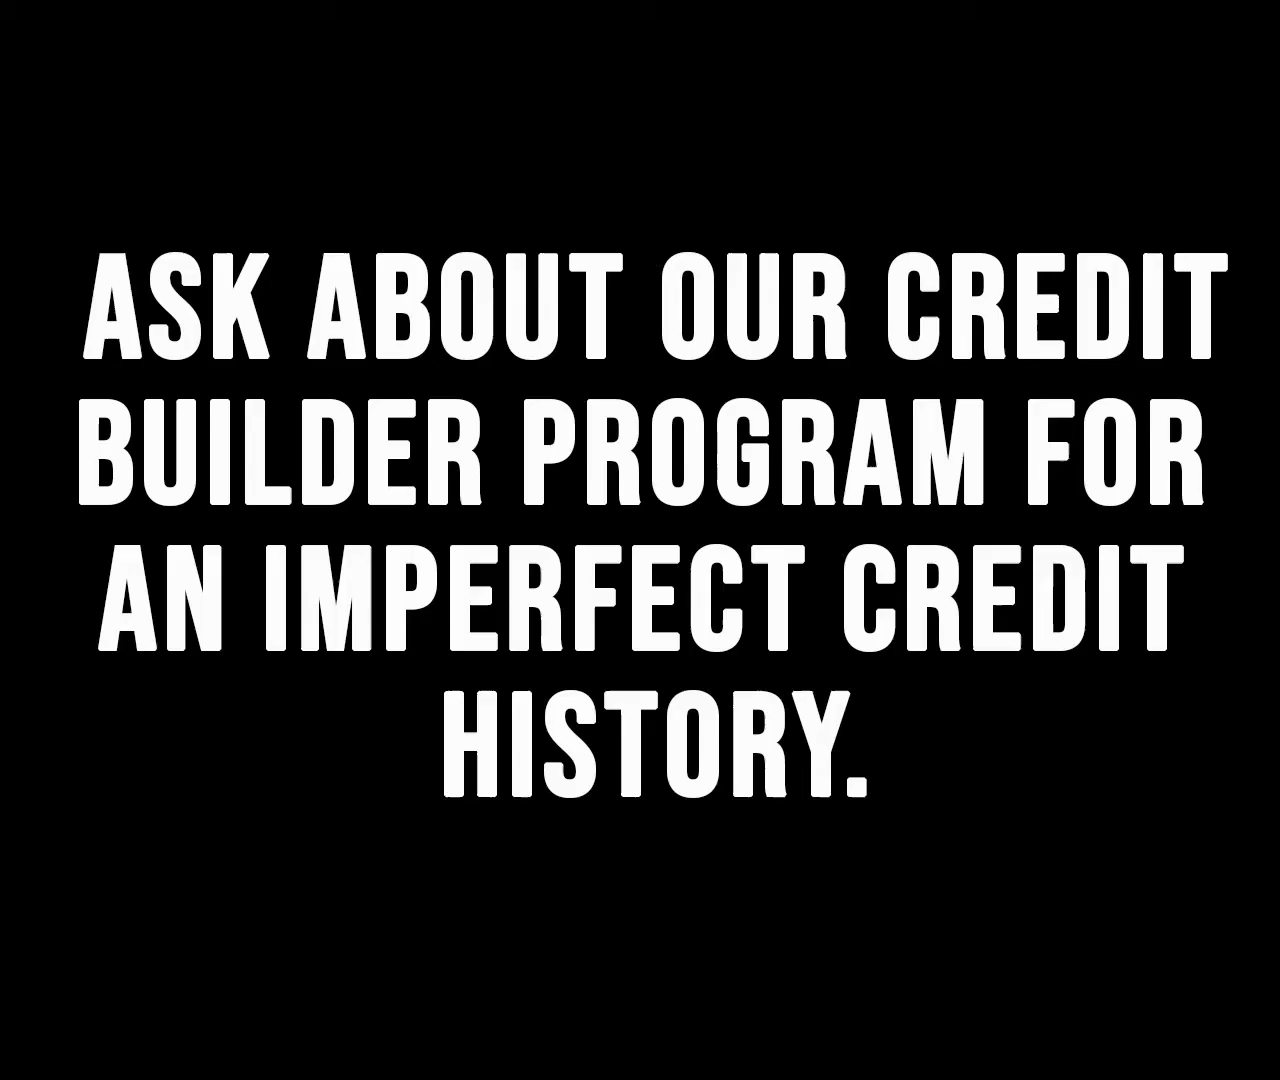 ASK ABOUT OUR CREDIT
BUILDER PROGRAM FOR
AN IMPERFECT CREDIT
HISTORY.